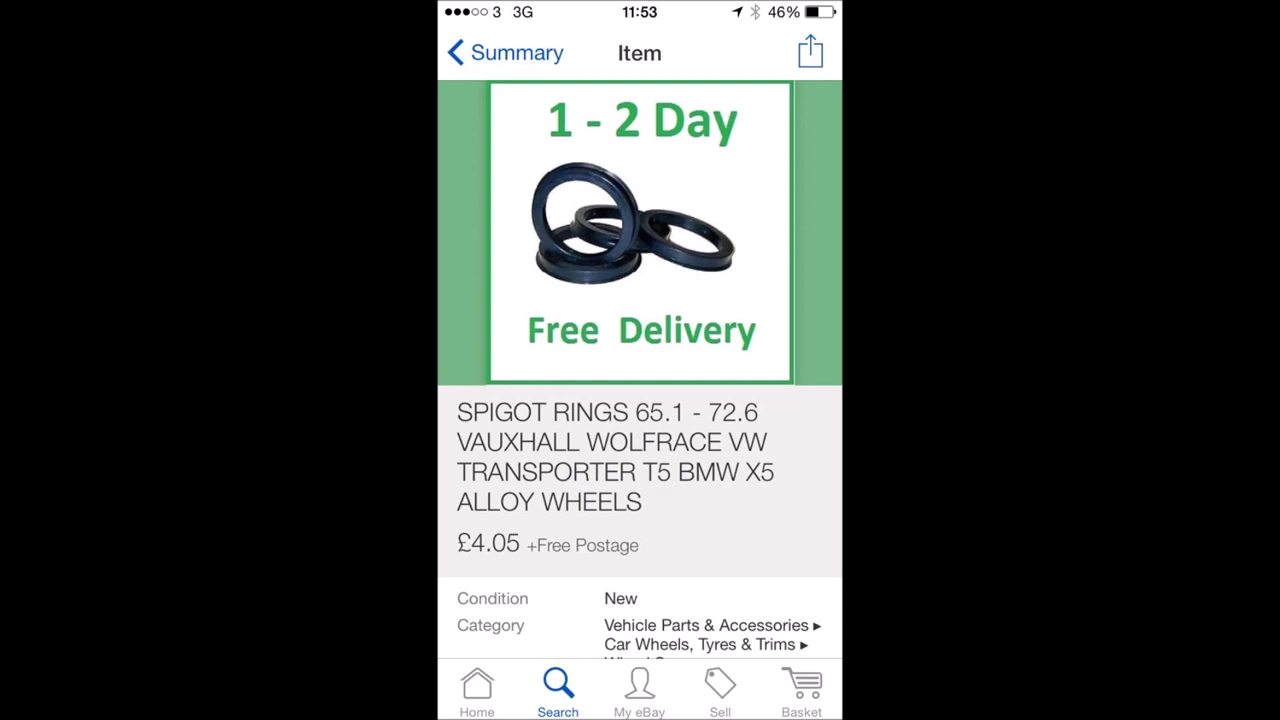 3 3G 11:53 46%
Summary Item
1 - 2 Day
Free Delivery
SPIGOT RINGS 65.1 - 72.6
VAUXHALL WOLFRACE VW
TRANSPORTER T5 BMW X5
ALLOY WHEELS
£4.05 +Free Postage
Condition New
Category Vehicle Parts & Accessories ▸
Car Wheels, Tyres & Trims ▸
Home Search My eBay Sell Basket